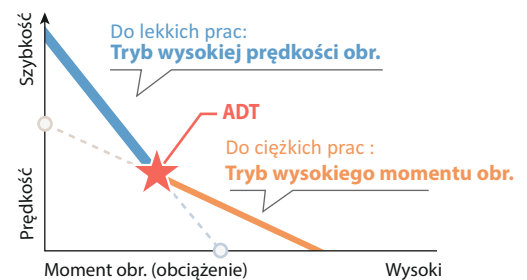 Szybkość
Do lekkich prac:
Tryb wysokiej prędkości obr.
ADT
Do ciężkich prac :
Tryb wysokiego momentu obr.
Prędkość
Moment obr. (obciążenie)
Wysoki